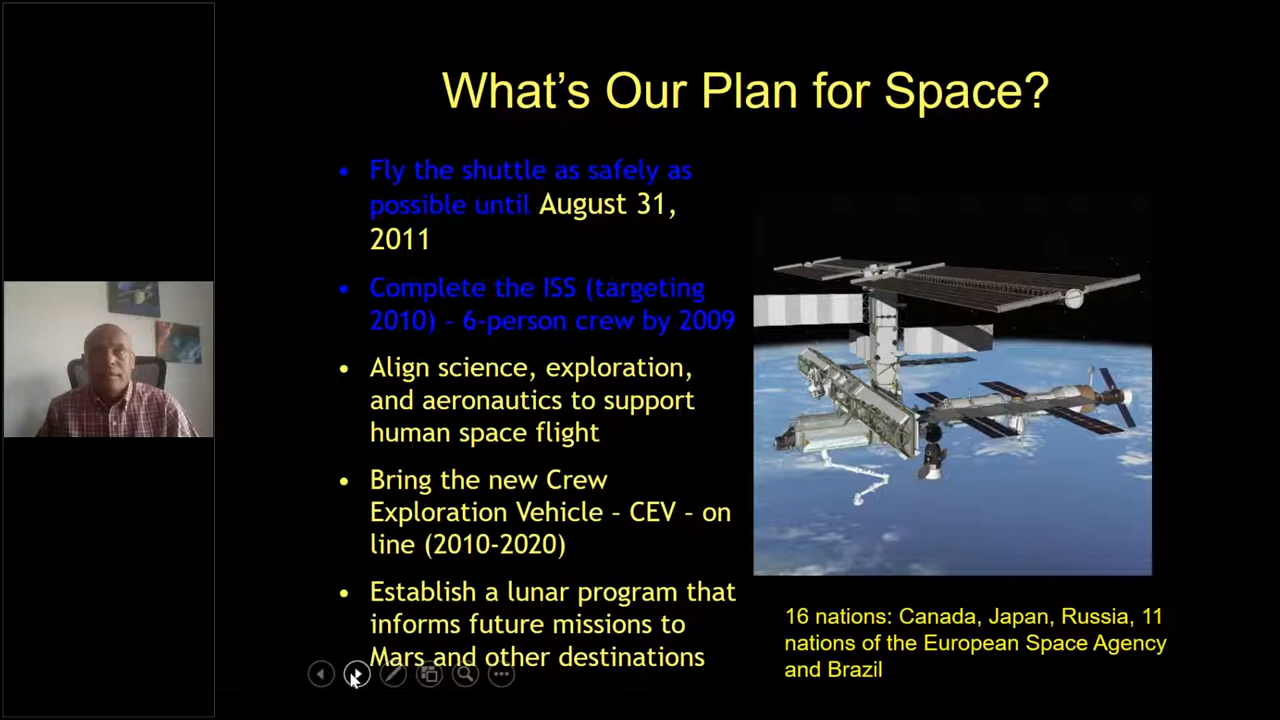 What's Our Plan for Space?
• Fly the shuttle as safely as
possible until August 31,
2011
• Complete the ISS (targeting
2010) – 6-person crew by 2009
• Align science, exploration,
and aeronautics to support
human space flight
• Bring the new Crew
Exploration Vehicle – CEV – on
line (2010-2020)
• Establish a lunar program that
informs future missions to
Mars and other destinations
16 nations: Canada, Japan, Russia, 11
nations of the European Space Agency
and Brazil